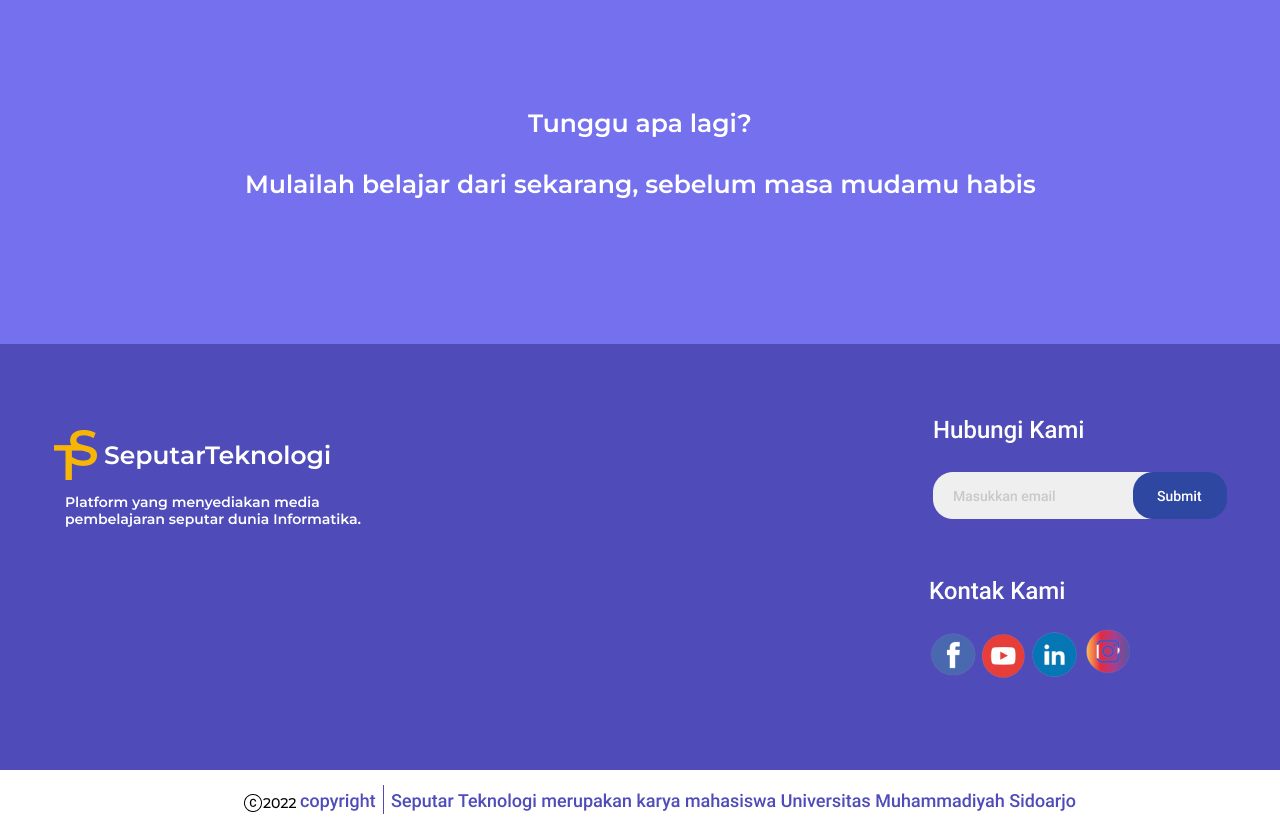 Tunggu apa lagi?
Mulailah belajar dari sekarang, sebelum masa mudamu habis
SeputarTeknologi
Platform yang menyediakan media
pembelajaran seputar dunia Informatika.
Hubungi Kami
Masukkan email
Submit
Kontak Kami
©2022 copyright | Seputar Teknologi merupakan karya mahasiswa Universitas Muhammadiyah Sidoarjo